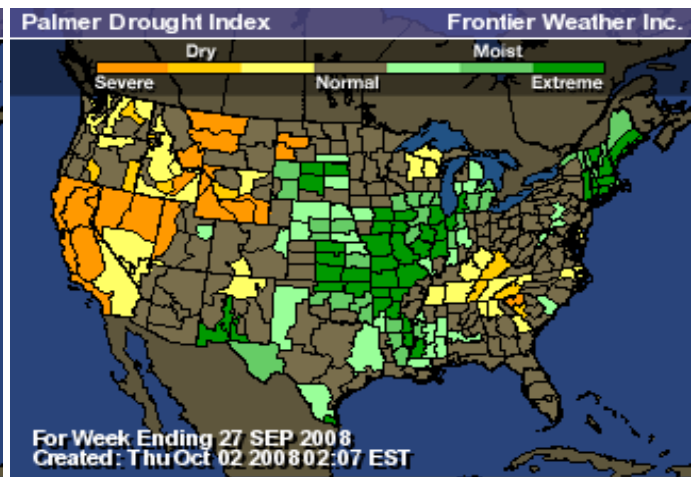 Palmer Drought Index Frontier Weather Inc.
Dry Moist
Severe Normal Extreme
For Week Ending 27 SEP 2008
Created: Thu Oct 02 2008 02:07 EST